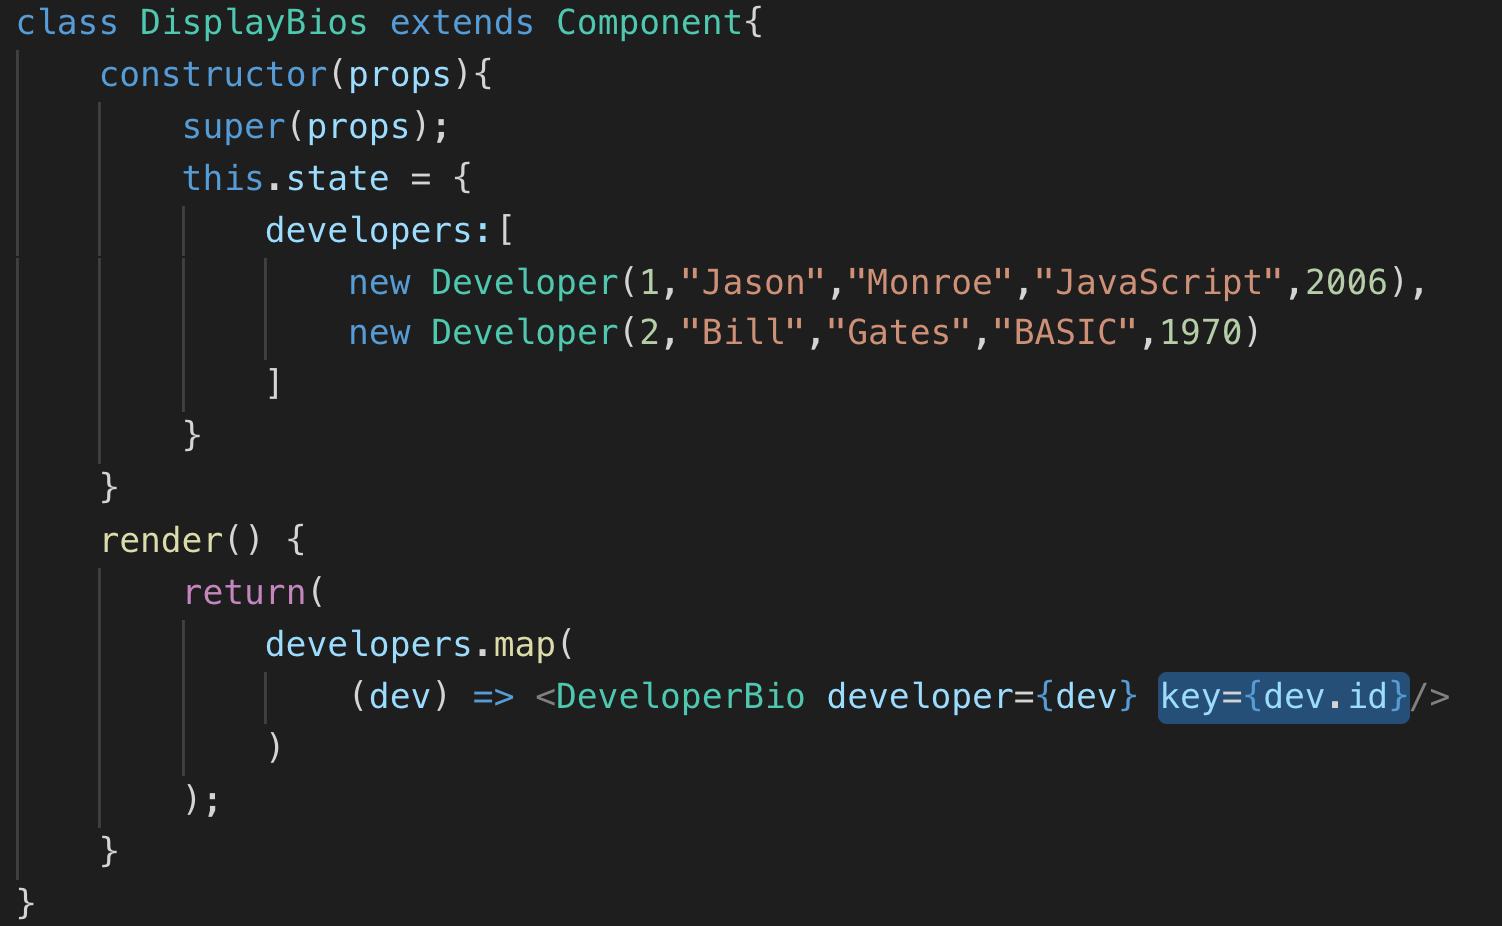 class DisplayBios extends Component{
    constructor(props){
        super(props);
        this.state = {
            developers:[
                new Developer(1,"Jason","Monroe","JavaScript",2006),
                new Developer(2,"Bill","Gates","BASIC",1970)
            ]
        }
    }
    render() {
        return(
            developers.map(
                (dev) => <DeveloperBio developer={dev} key={dev.id}/>
            )
        );
    }
}